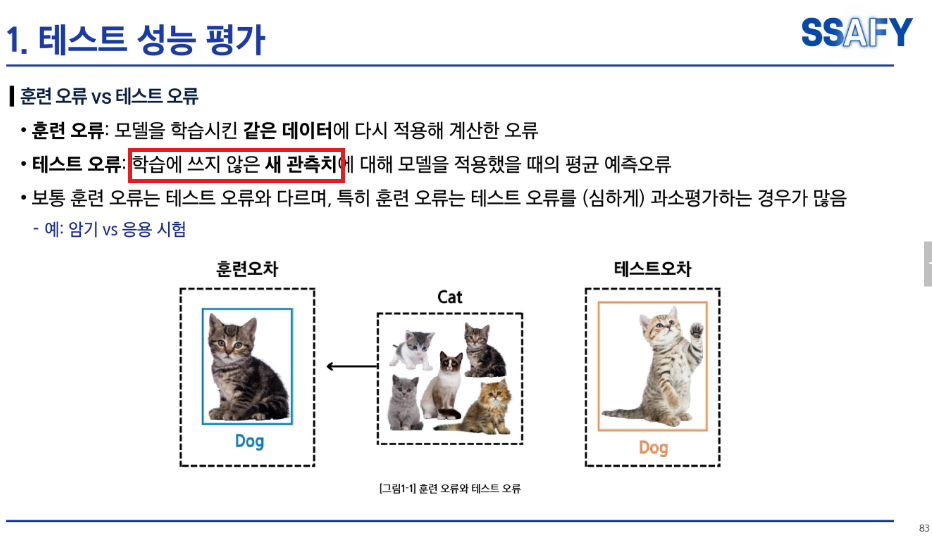 1. 테스트 성능 평가
SSAFY
훈련 오류 vs 테스트 오류
• 훈련 오류: 모델을 학습시킨 같은 데이터에 다시 적용해 계산한 오류
• 테스트 오류: 학습에 쓰지 않은 새 관측치에 대해 모델을 적용했을 때의 평균 예측오류
• 보통 훈련 오류는 테스트 오류와 다르며, 특히 훈련 오류는 테스트 오류를 (심하게) 과소평가하는 경우가 많음
- 예: 암기 vs 응용 시험
훈련오차
Cat
테스트오차
Dog
Dog
[그림1-1] 훈련 오류와 테스트 오류
83